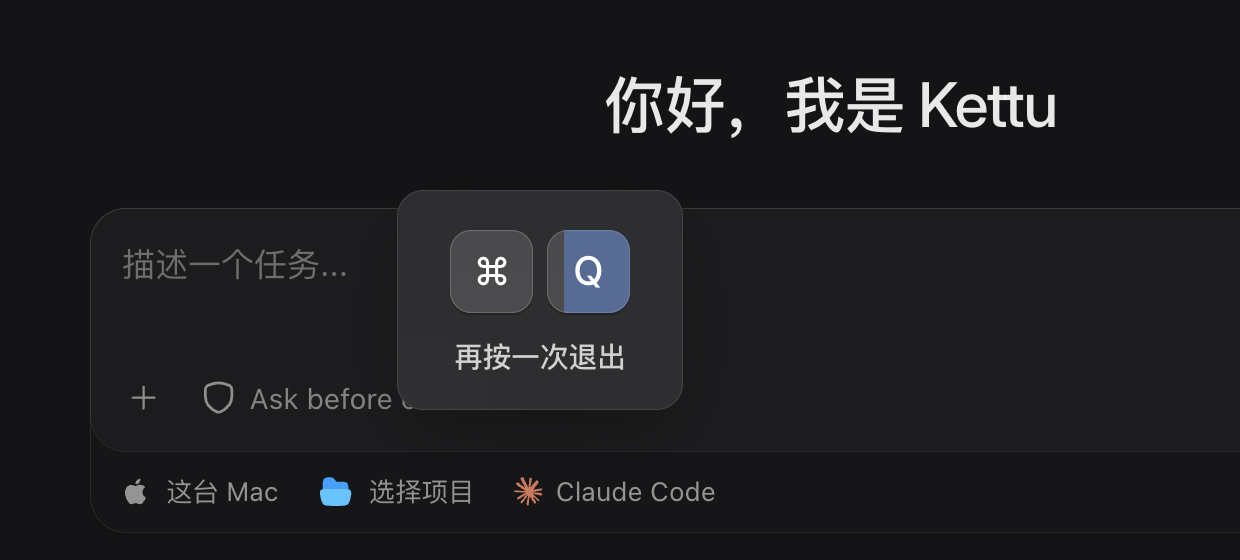 你好，我是 Kettu
描述一个任务...
⌘ Q
再按一次退出
Ask before
这台 Mac 选择项目 Claude Code